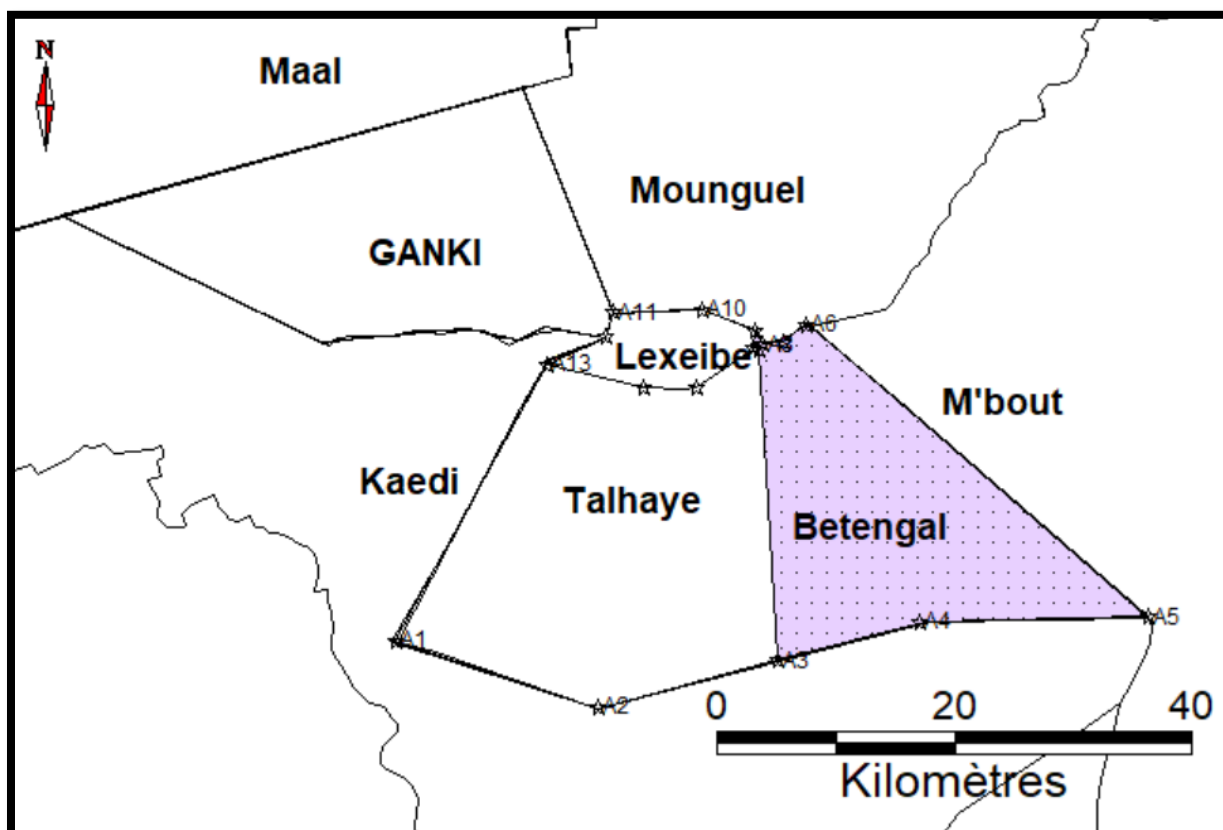 N
Maal
Mounguel
GANKI
A11
A10
A6
Lexeibe
A13
M'bout
Kaedi
Talhaye
Betengal
A5
A4
A1
A3
A2
0 20 40
Kilomètres